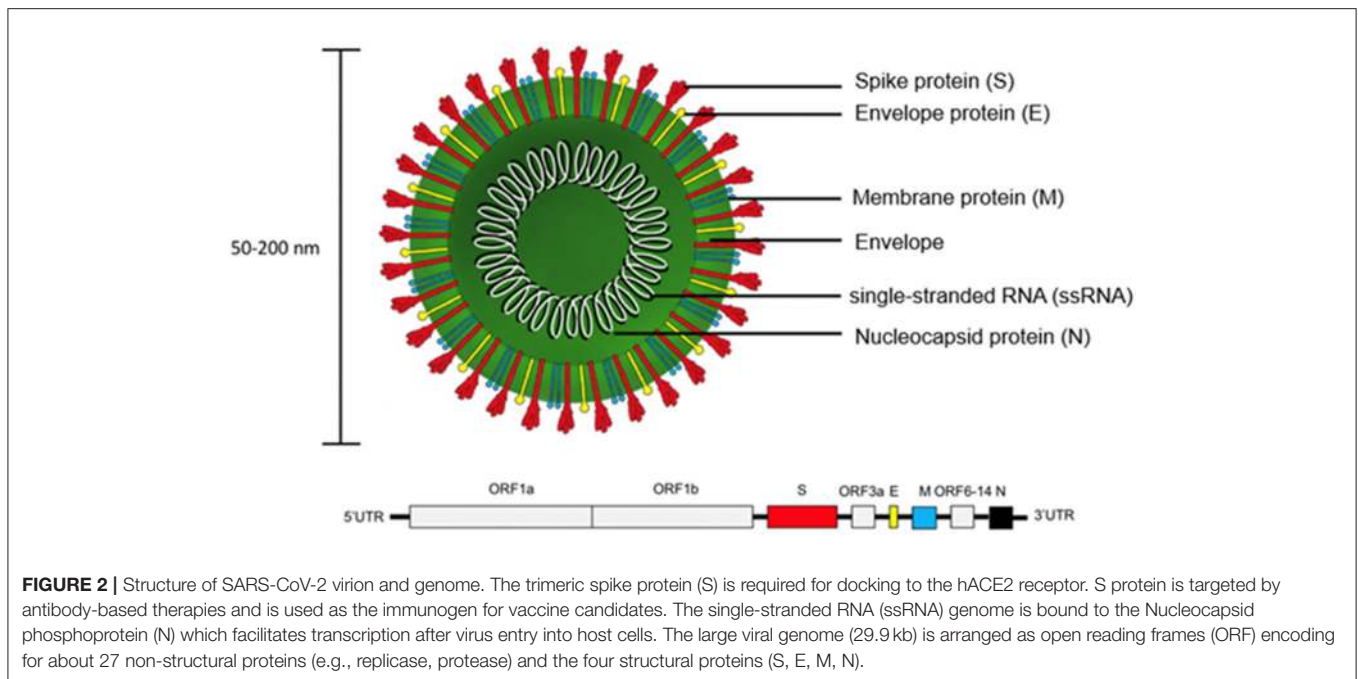 Spike protein (S)
Envelope protein (E)
Membrane protein (M)
50-200 nm
Envelope
single-stranded RNA (ssRNA)
Nucleocapsid protein (N)
ORF1a ORF1b S ORF3a E M ORF6-14 N
5'UTR 3'UTR
FIGURE 2 | Structure of SARS-CoV-2 virion and genome. The trimeric spike protein (S) is required for docking to the hACE2 receptor. S protein is targeted by
antibody-based therapies and is used as the immunogen for vaccine candidates. The single-stranded RNA (ssRNA) genome is bound to the Nucleocapsid
phosphoprotein (N) which facilitates transcription after virus entry into host cells. The large viral genome (29.9 kb) is arranged as open reading frames (ORF) encoding
for about 27 non-structural proteins (e.g., replicase, protease) and the four structural proteins (S, E, M, N).